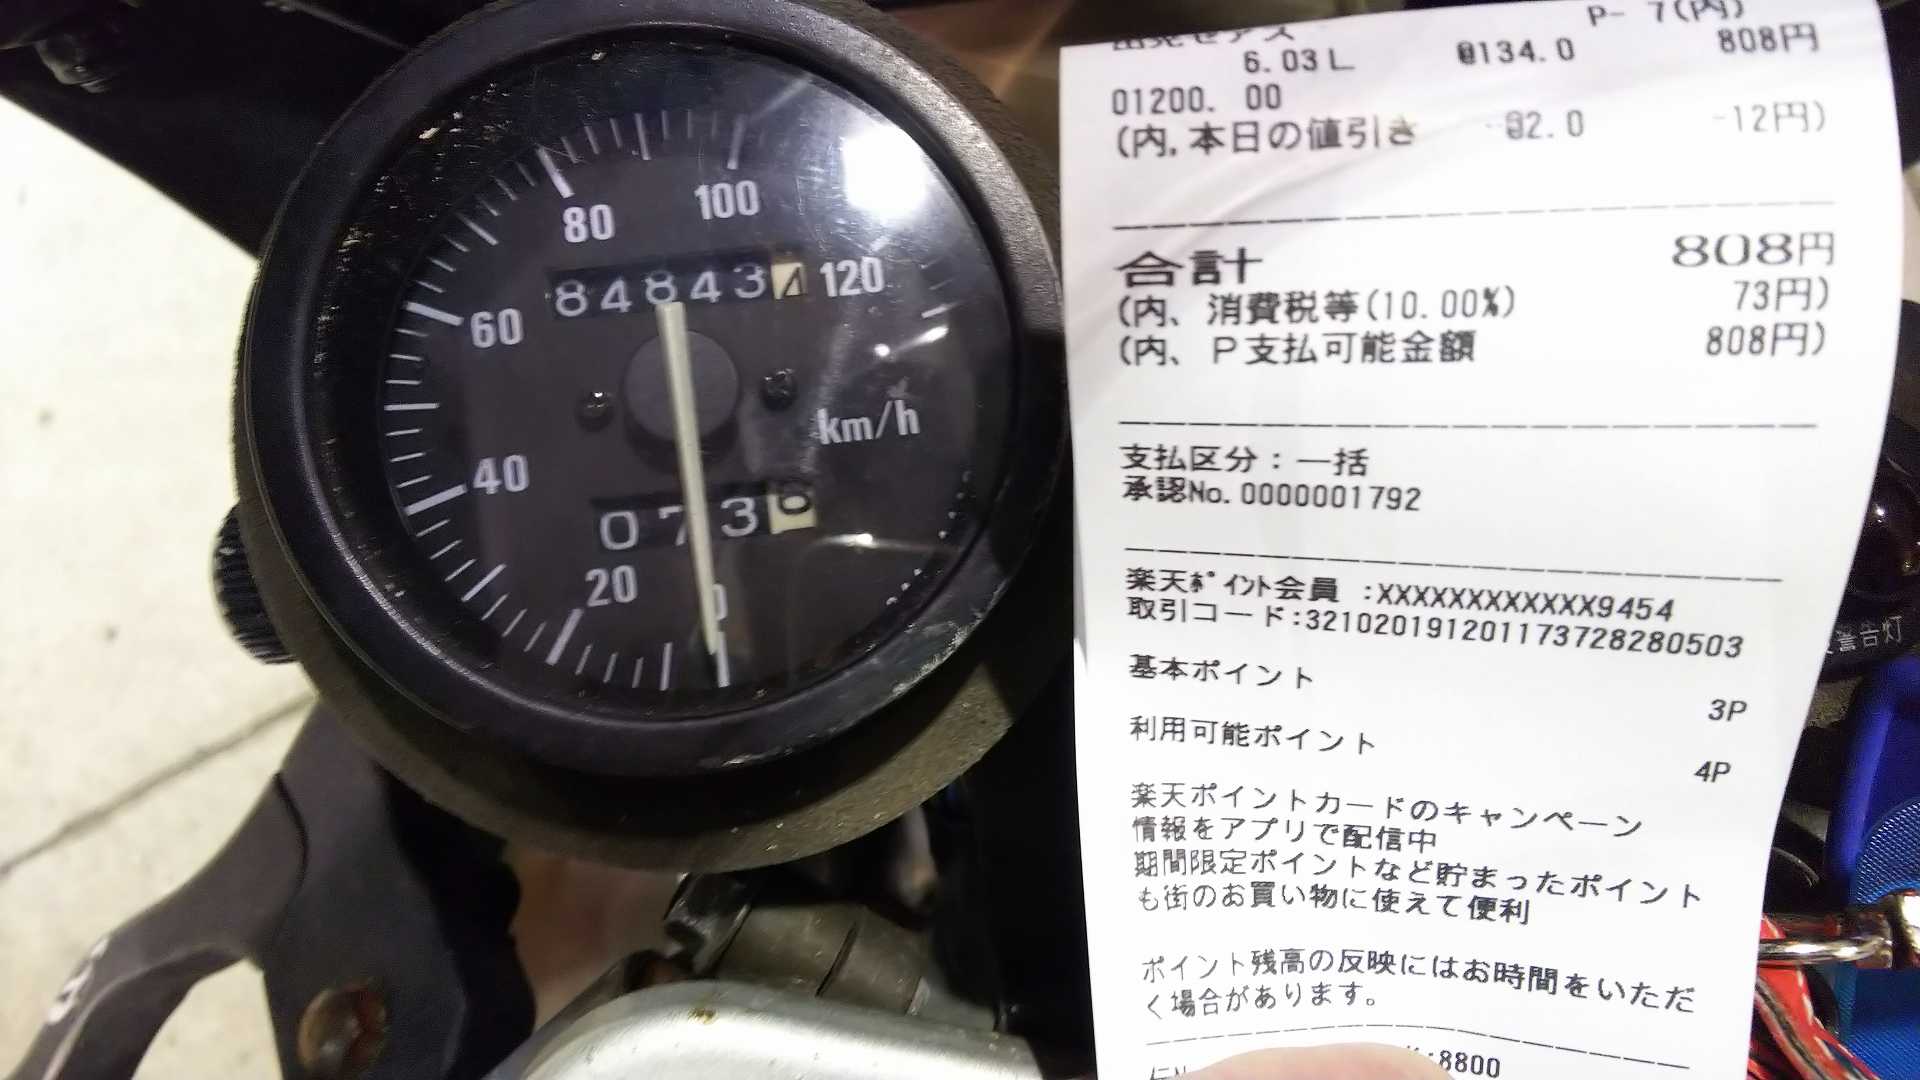 80
100
120
84843
60
km/h
40
073
20
0
P- 7(内)
6.03L @134.0 808円
01200. 00
(内,本日の値引き -@2.0 -12円)
合計 808円
(内、消費税等(10.00%) 73円)
(内、P支払可能金額 808円)
支払区分：一括
承認No.0000001792
楽天ﾎﾟｲﾝﾄ会員 :XXXXXXXXXXXX9454
取引コード:321020191201173728280503
基本ポイント 3P
利用可能ポイント 4P
楽天ポイントカードのキャンペーン
情報をアプリで配信中
期間限定ポイントなど貯まったポイント
も街のお買い物に使えて便利
ポイント残高の反映にはお時間をいただ
く場合があります。
8800
警告灯